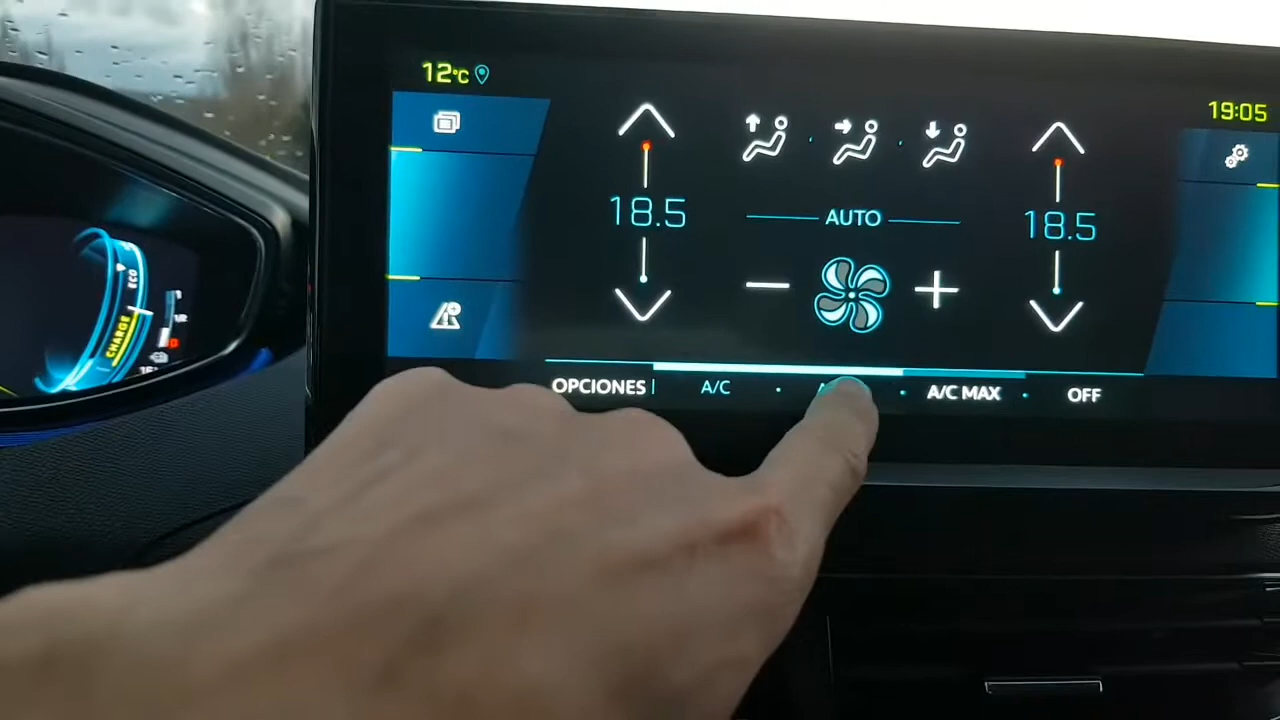 12°C
19:05
18.5
18.5
AUTO
ECO
CHARGE
OPCIONES A/C · · A/C MAX · OFF